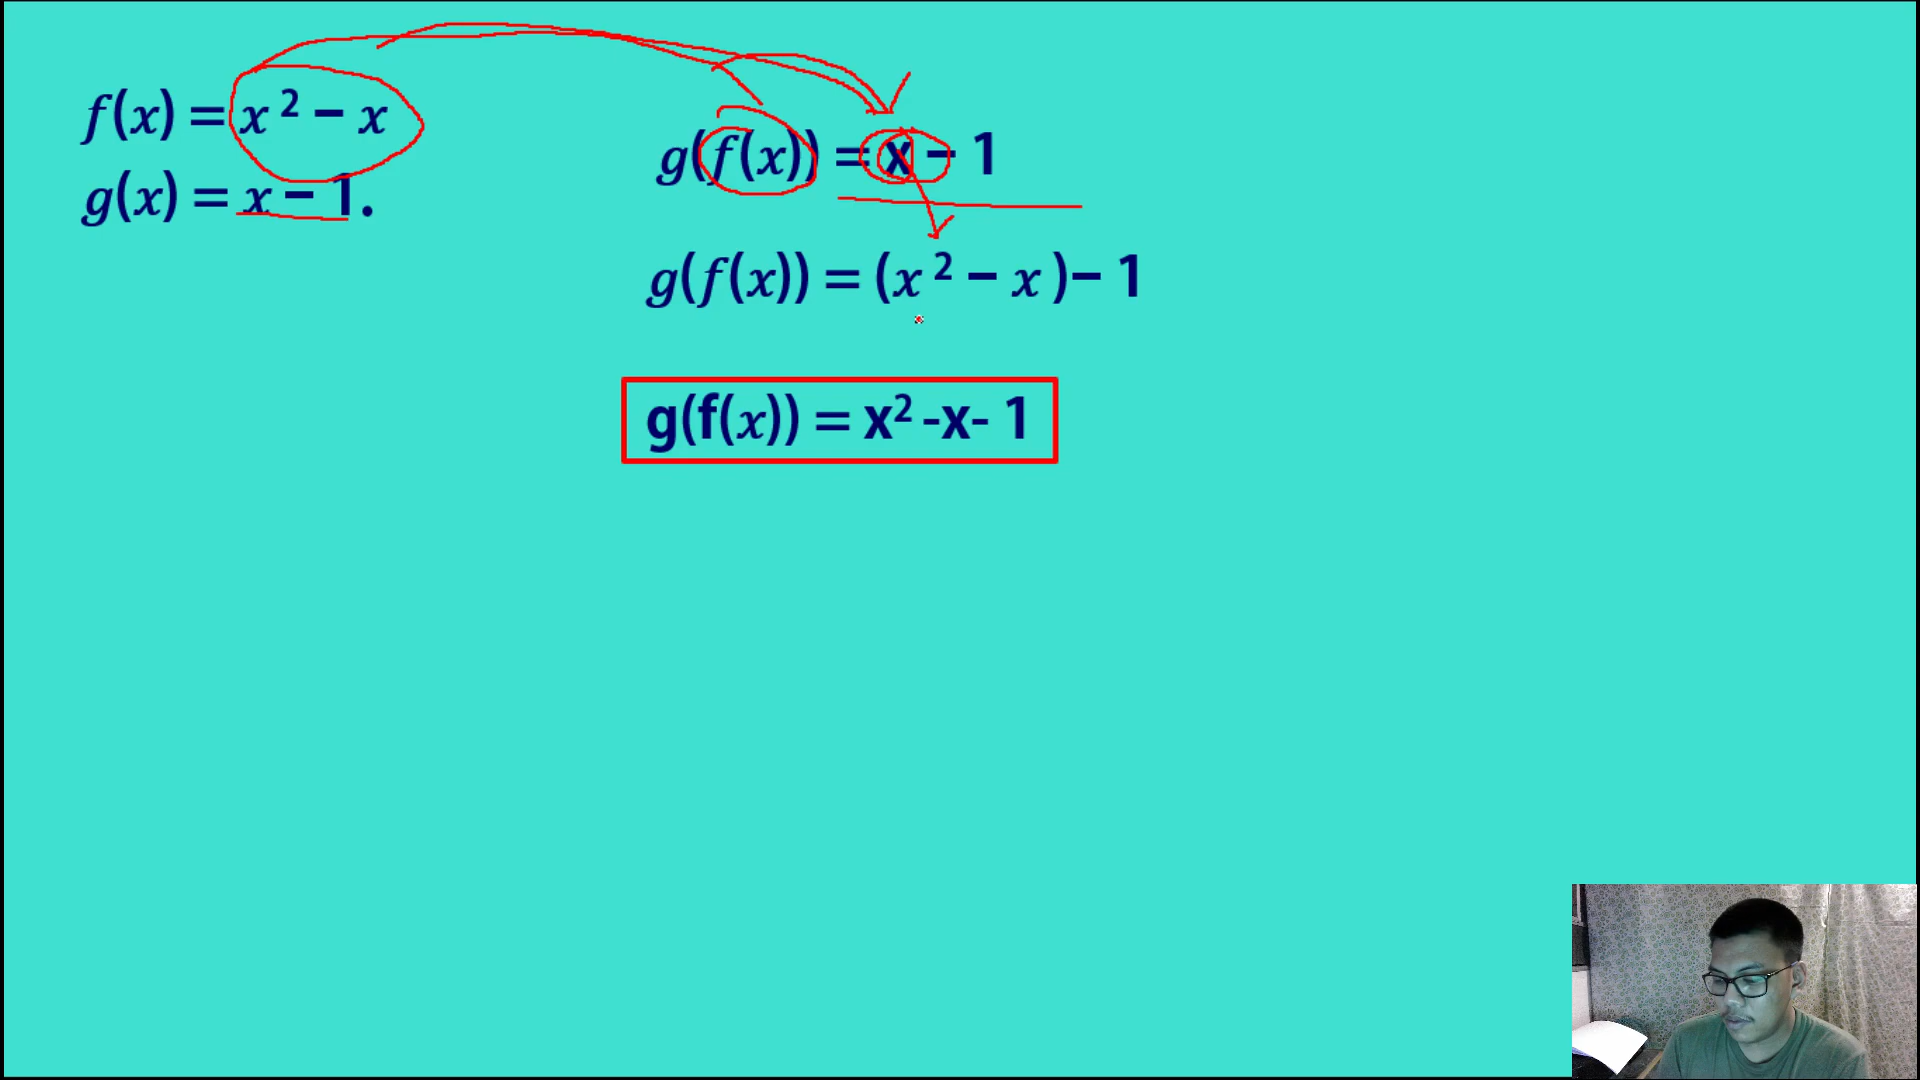 f(x) = x² − x
g(x) = x − 1.
g(f(x)) = x − 1
g(f(x)) = (x² − x) − 1
g(f(x)) = x² -x- 1